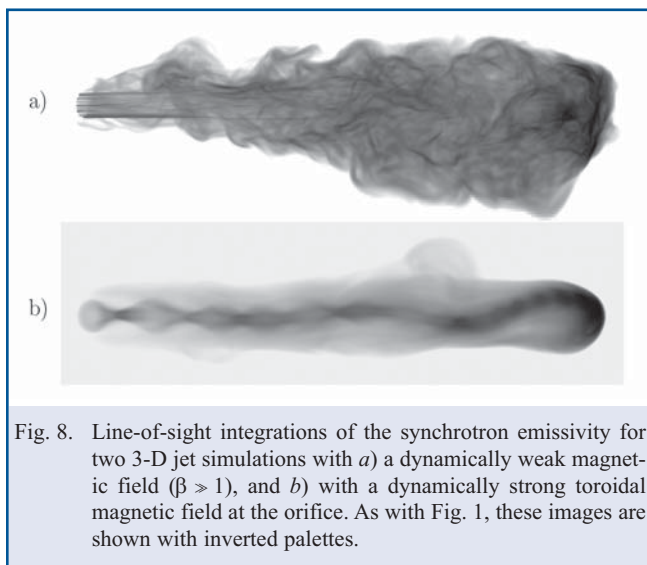 a)
b)
Fig. 8. Line-of-sight integrations of the synchrotron emissivity for
two 3-D jet simulations with a) a dynamically weak magnet-
ic field (β ≫ 1), and b) with a dynamically strong toroidal
magnetic field at the orifice. As with Fig. 1, these images are
shown with inverted palettes.